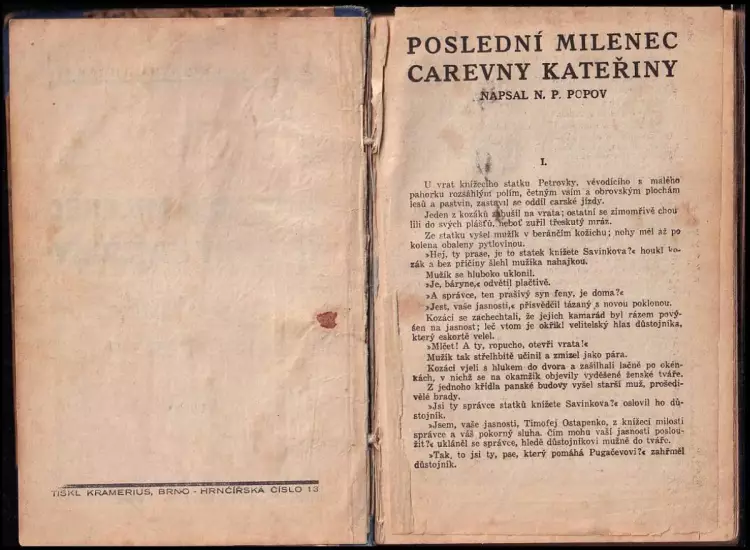 TISKL KRAMERIUS, BRNO - HRNČÍŘSKÁ ČÍSLO 13
POSLEDNÍ MILENEC
CAREVNY KATEŘINY
NAPSAL N. P. POPOV
I.
U vrat knížecího statku Petrovky, vévodícího s malého
pahorku rozsáhlým polím, četným vsím a obrovským plochám
lesů a pastvin, zastavil se oddíl carské jízdy.
Jeden z kozáků zabušil na vrata; ostatní se zimomřivě chou
lili do svých plášťů, neboť zuřil třeskutý mráz.
Ze statku vyšel mužík v beránčím kožichu; nohy měl až po
kolena obaleny pytlovinou.
»Hej, ty prase, je to statek knížete Savinkova?« houkl ko-
zák a bez příčiny šlehl mužíka nahajkou.
Mužík se hluboko uklonil.
»Je, báryne,« odvětil plačtivě.
»A správce, ten prašivý syn feny, je doma?«
»Jest, vaše jasnosti,« přisvědčil tázaný s novou poklonou.
Kozáci se zachechtali, že jejich kamarád byl rázem pový-
šen na jasnost; leč vtom je okřikl velitelský hlas důstojníka,
který eskortě velel.
»Mlčet! A ty, ropucho, otevři vrata!«
Mužík tak střelhbitě učinil a zmizel jako pára.
Kozáci vjeli s hlukem do dvora a zašilhali lačně po okén-
kách, v nichž se na okamžik objevily vyděšené ženské tváře.
Z jednoho křídla panské budovy vyšel starší muž, prošedi-
vělé brady.
»Jsi ty správce statků knížete Savinkova?« oslovil ho dů-
stojník.
»Jsem, vaše jasnosti, Timofej Ostapenko, z knížecí milosti
správce a váš pokorný sluha. Čím mohu vaší jasnosti poslou-
žit?« ukláněl se správce, hledě důstojníkovi mužně do tváře.
»Tak, to jsi ty, pse, který pomáhá Pugačevovi?« zahřměl
důstojník.